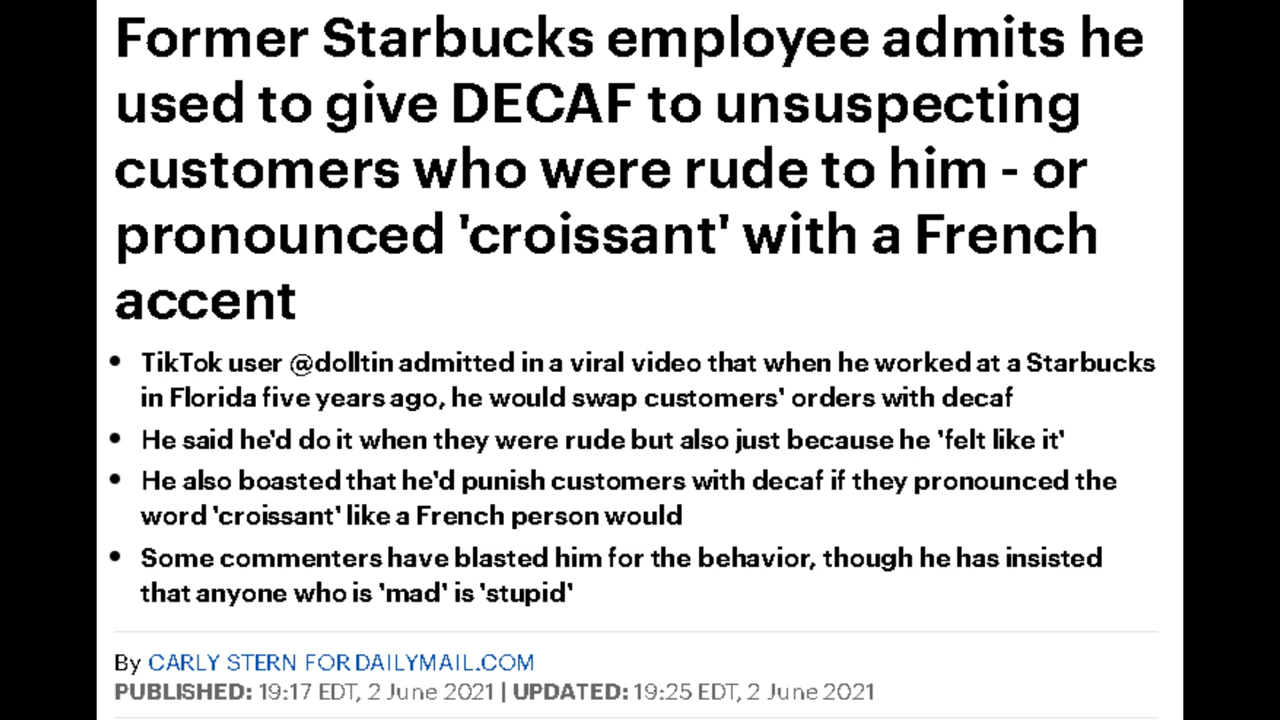 Former Starbucks employee admits he
used to give DECAF to unsuspecting
customers who were rude to him - or
pronounced 'croissant' with a French
accent
• TikTok user @dolltin admitted in a viral video that when he worked at a Starbucks
in Florida five years ago, he would swap customers' orders with decaf
• He said he'd do it when they were rude but also just because he 'felt like it'
• He also boasted that he'd punish customers with decaf if they pronounced the
word 'croissant' like a French person would
• Some commenters have blasted him for the behavior, though he has insisted
that anyone who is 'mad' is 'stupid'
By CARLY STERN FOR DAILYMAIL.COM
PUBLISHED: 19:17 EDT, 2 June 2021 | UPDATED: 19:25 EDT, 2 June 2021